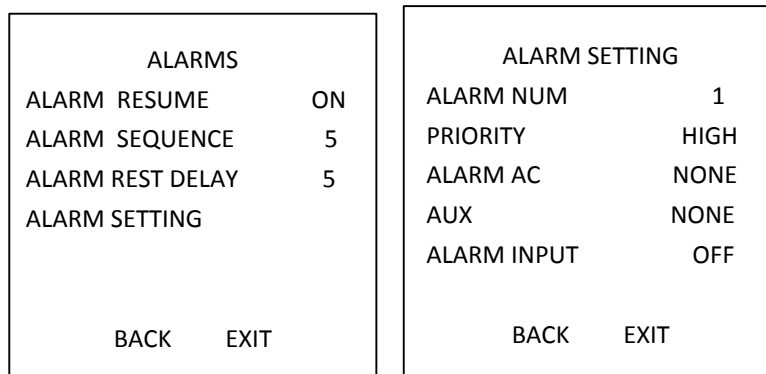 ALARMS
ALARM RESUME ON
ALARM SEQUENCE 5
ALARM REST DELAY 5
ALARM SETTING
BACK EXIT
ALARM SETTING
ALARM NUM 1
PRIORITY HIGH
ALARM AC NONE
AUX NONE
ALARM INPUT OFF
BACK EXIT